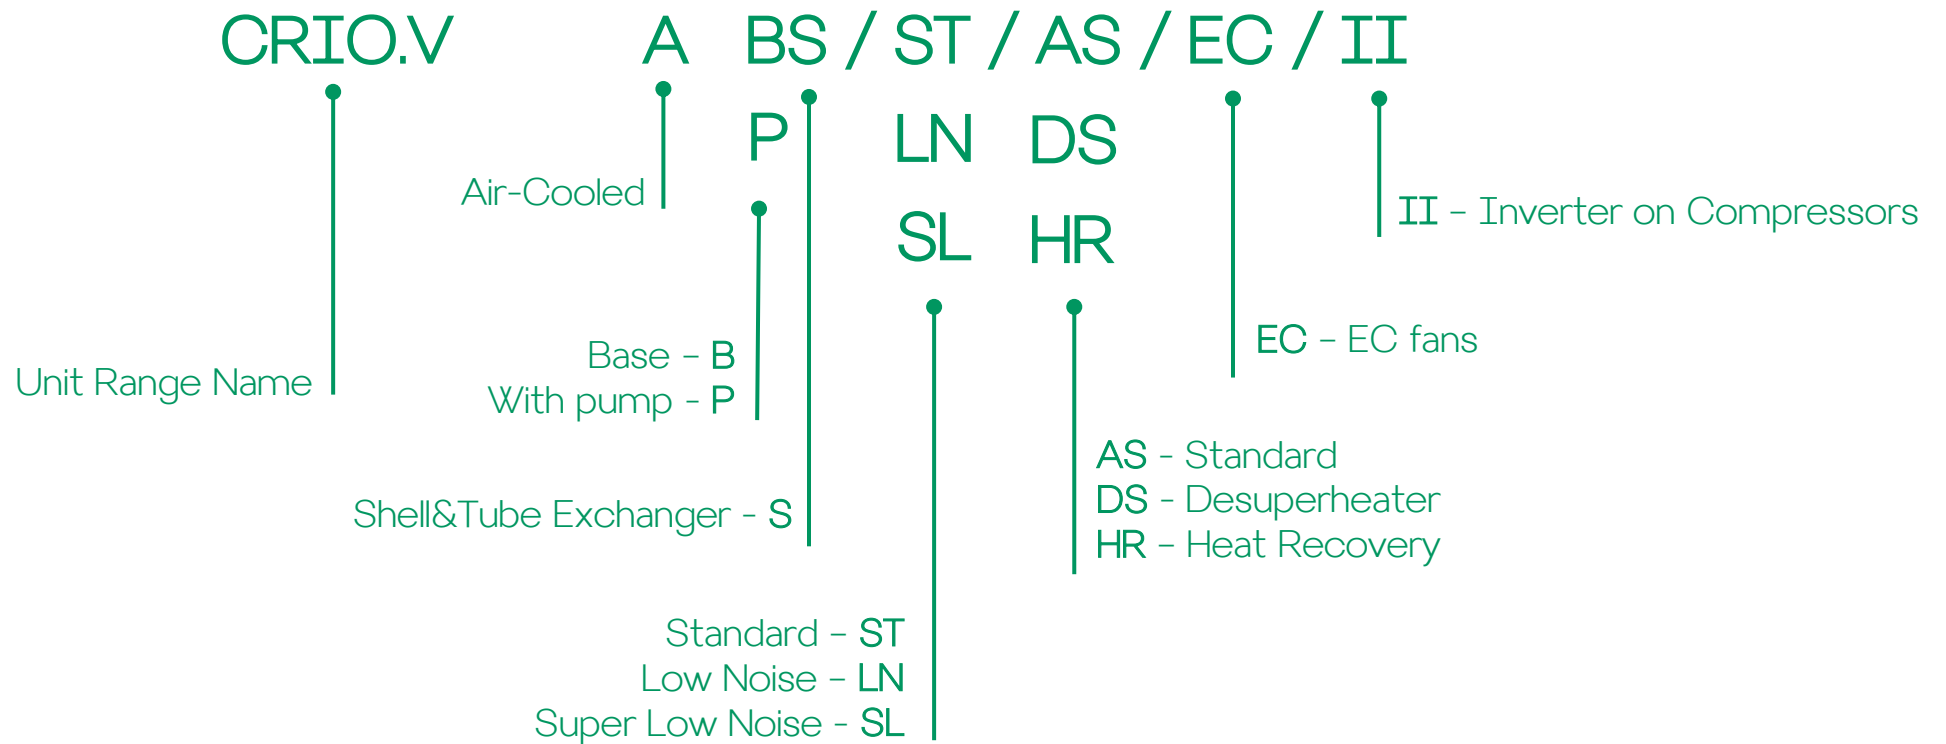 CRIO.V A BS / ST / AS / EC / II
P LN DS
SL HR
Air-Cooled
II - Inverter on Compressors
EC - EC fans
Base - B
With pump - P
Unit Range Name
AS - Standard
DS - Desuperheater
HR - Heat Recovery
Shell&Tube Exchanger - S
Standard - ST
Low Noise - LN
Super Low Noise - SL